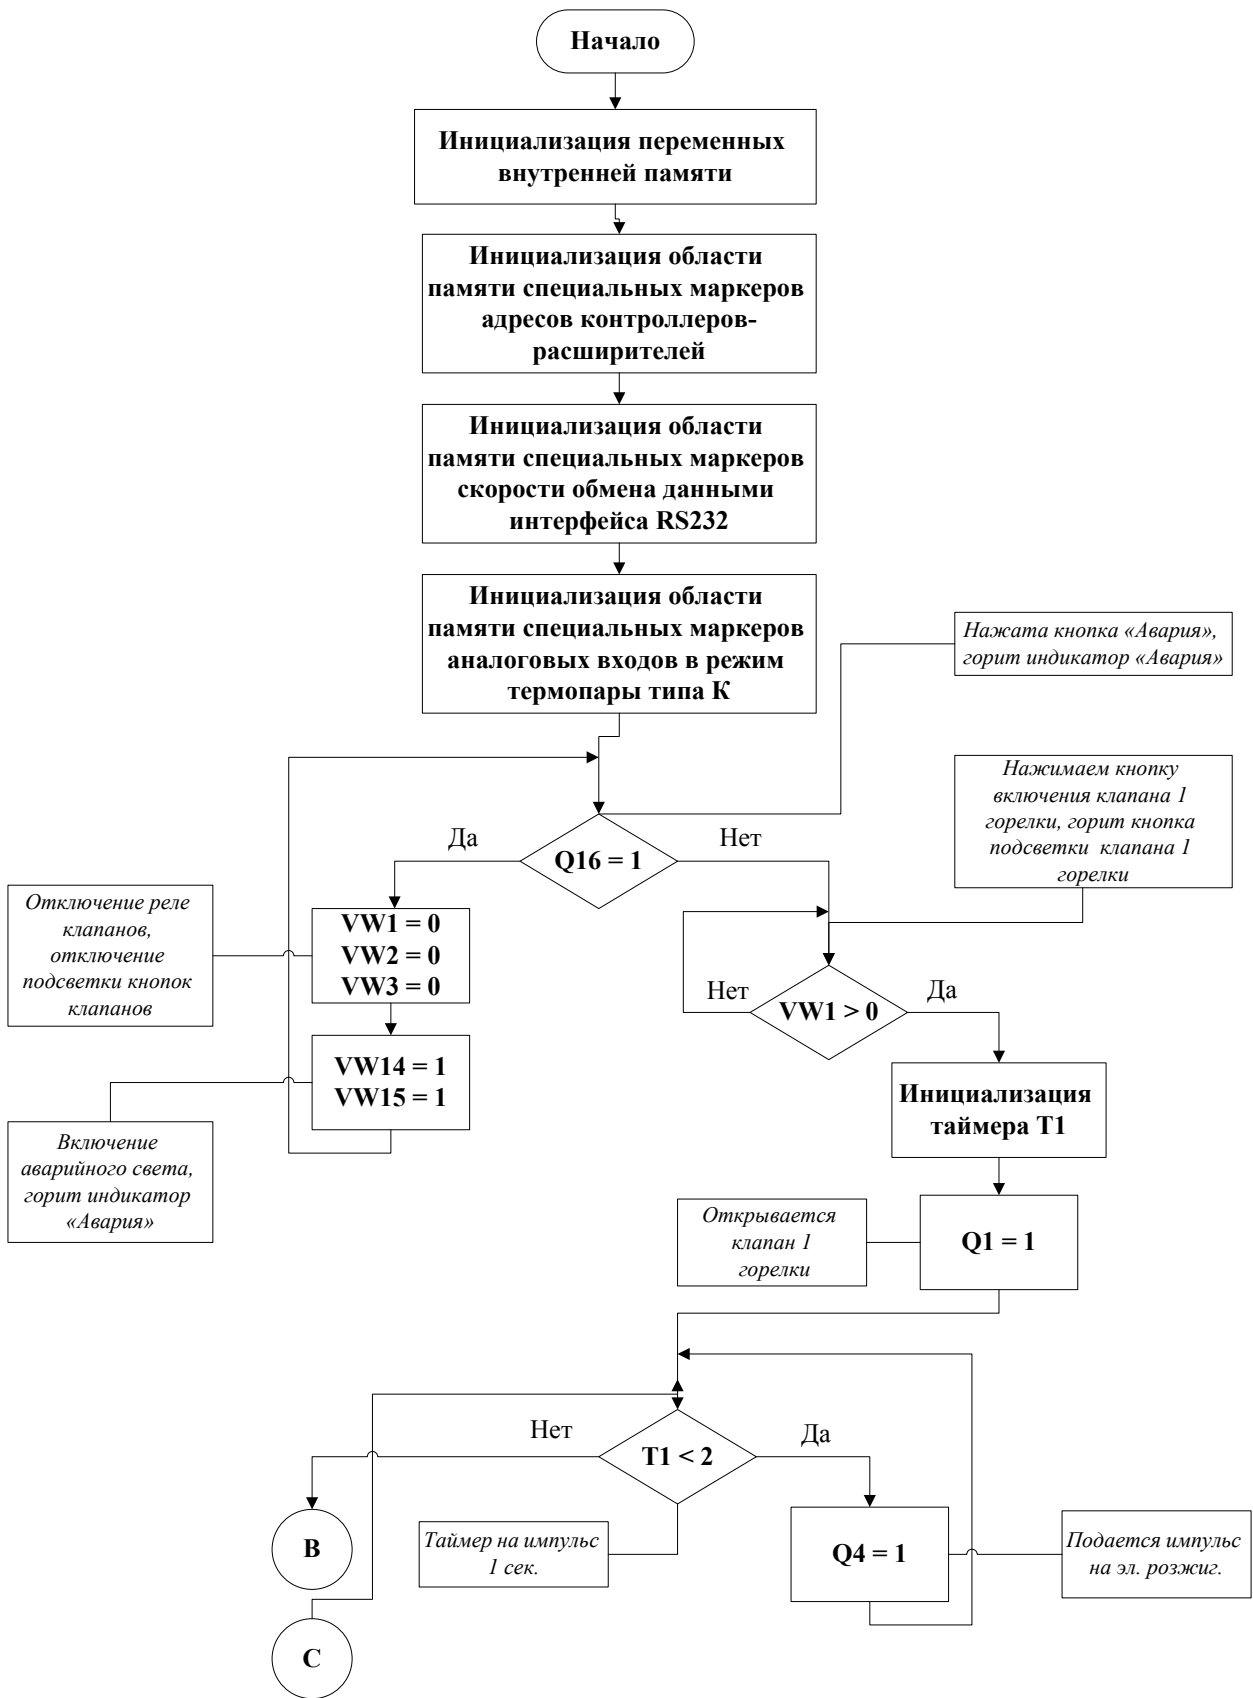 Начало
Инициализация переменных
внутренней памяти
Инициализация области
памяти специальных маркеров
адресов контроллеров-
расширителей
Инициализация области
памяти специальных маркеров
скорости обмена данными
интерфейса RS232
Инициализация области
памяти специальных маркеров
аналоговых входов в режим
термопары типа К
Нажата кнопка «Авария»,
горит индикатор «Авария»
Нажимаем кнопку
включения клапана 1
горелки, горит кнопка
подсветки клапана 1
горелки
Да
Q16 = 1
Нет
Отключение реле
клапанов,
отключение
подсветки кнопок
клапанов
VW1 = 0
VW2 = 0
VW3 = 0
Нет
VW1 > 0
Да
VW14 = 1
VW15 = 1
Включение
аварийного света,
горит индикатор
«Авария»
Инициализация
таймера T1
Открывается
клапан 1
горелки
Q1 = 1
Нет
T1 < 2
Да
B
Таймер на импульс
1 сек.
Q4 = 1
Подается импульс
на эл. розжиг.
C